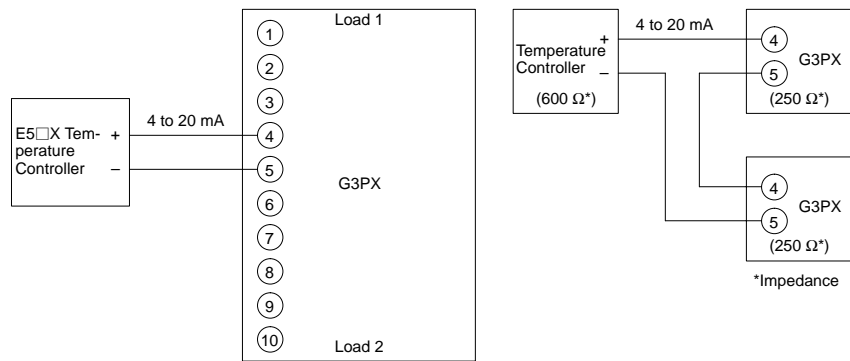 Load 1
1
2
3
E5□X Tem-
perature
Controller
+
−
4 to 20 mA
4
5
G3PX
6
7
8
9
10
Load 2
Temperature
Controller
(600 Ω*)
+
−
4 to 20 mA
4
G3PX
5
(250 Ω*)
4
G3PX
5
(250 Ω*)
*Impedance